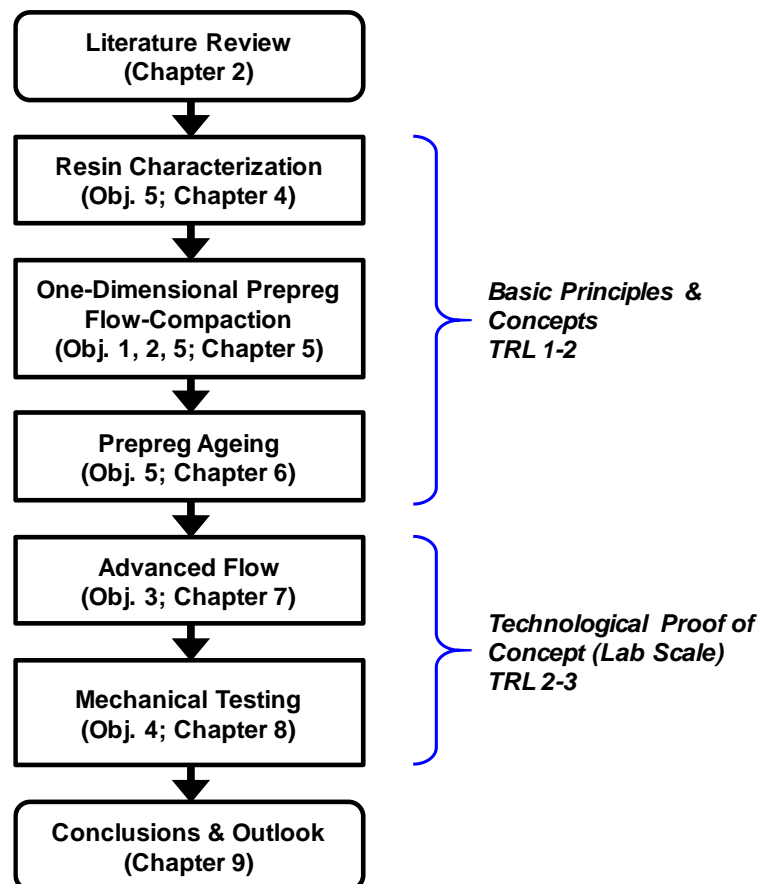 Literature Review
(Chapter 2)
Resin Characterization
(Obj. 5; Chapter 4)
One-Dimensional Prepreg
Flow-Compaction
(Obj. 1, 2, 5; Chapter 5)
Prepreg Ageing
(Obj. 5; Chapter 6)
Basic Principles &
Concepts
TRL 1-2
Advanced Flow
(Obj. 3; Chapter 7)
Mechanical Testing
(Obj. 4; Chapter 8)
Technological Proof of
Concept (Lab Scale)
TRL 2-3
Conclusions & Outlook
(Chapter 9)